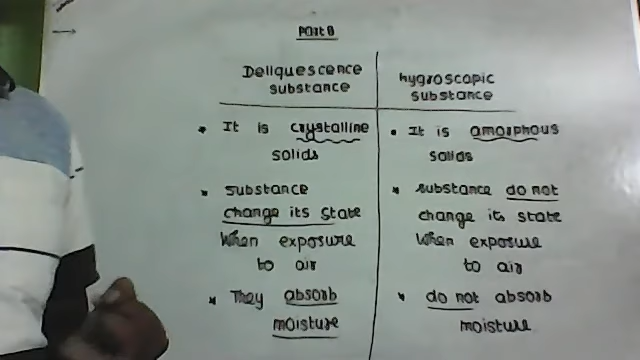 Part B
Deliquescence
substance
hygroscopic
substance
• It is crystalline
solids
• It is amorphous
solids
• substance
change its state
When exposure
to air
• substance do not
change its state
When exposure
to air
• They absorb
moisture
• do not absorb
moisture